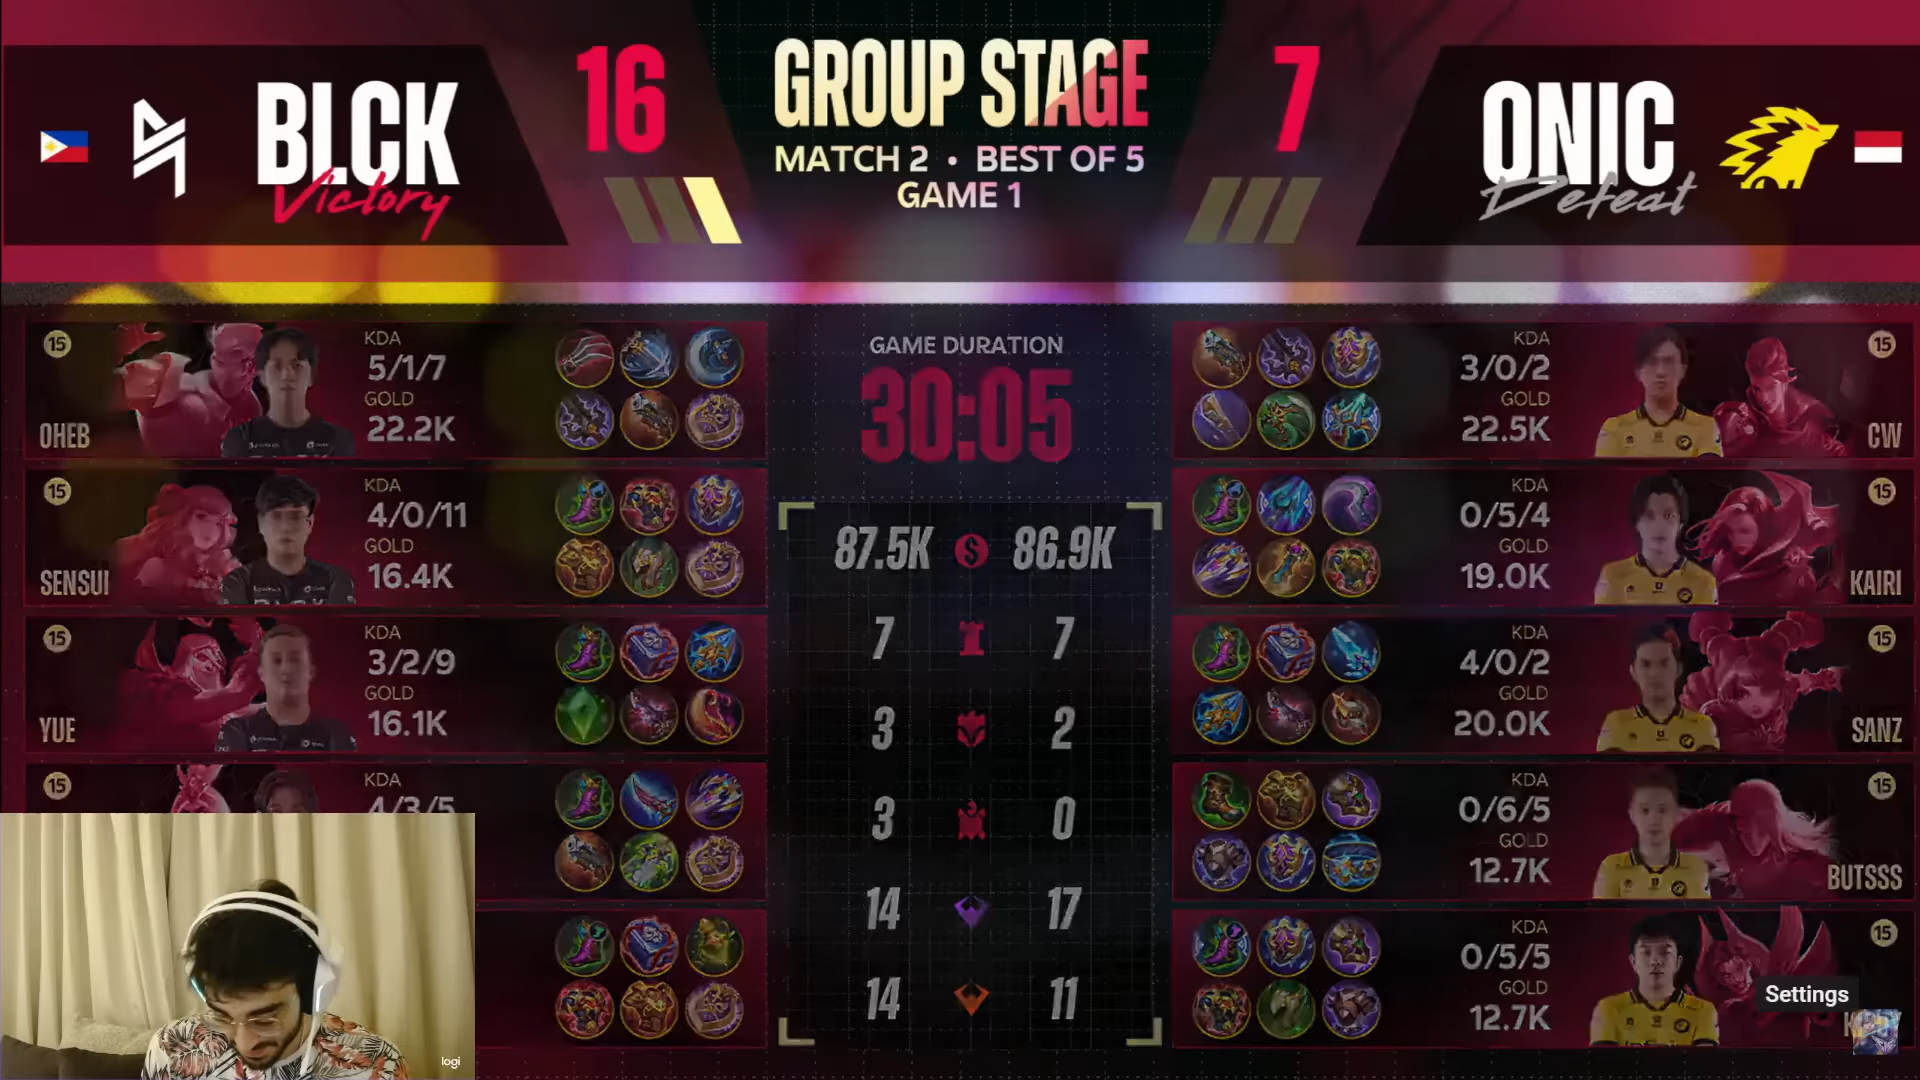 BLCK
Victory
16
GROUP STAGE
MATCH 2 • BEST OF 5
GAME 1
7
ONIC
Defeat
15
KDA
5/1/7
GOLD
22.2K
OHEB
15
KDA
4/0/11
GOLD
16.4K
SENSUI
15
KDA
3/2/9
GOLD
16.1K
YUE
15
KDA
4/3/5
GAME DURATION
30:05
87.5K $ 86.9K
7 7
3 2
3 0
14 17
14 11
KDA
3/0/2
GOLD
22.5K
15
CW
KDA
0/5/4
GOLD
19.0K
15
KAIRI
KDA
4/0/2
GOLD
20.0K
15
SANZ
KDA
0/6/5
GOLD
12.7K
15
BUTSSS
KDA
0/5/5
GOLD
12.7K
15
Settings
logi